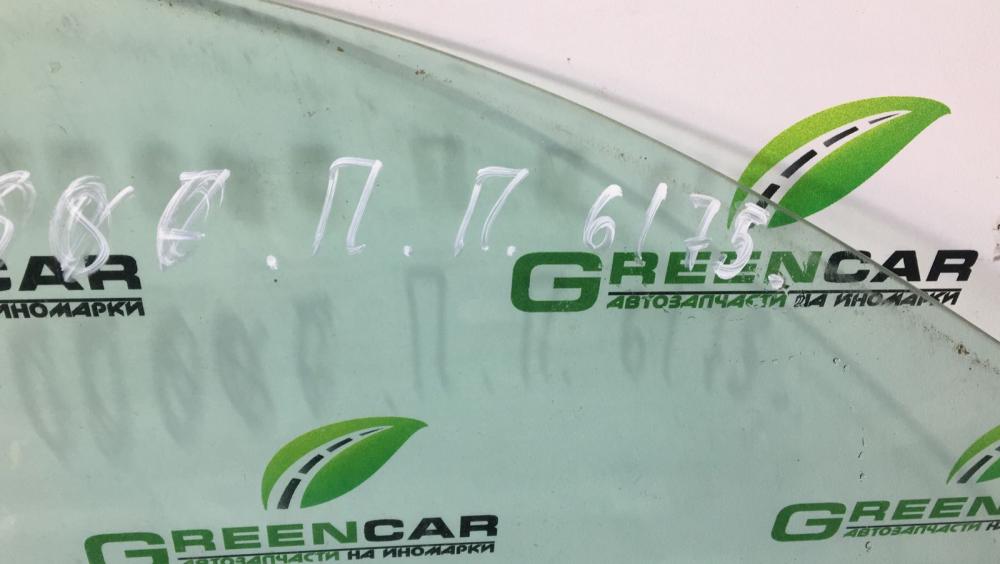 П. П. 6175.
GREENCAR
АВТОЗАПЧАСТИ НА ИНОМАРКИ
CAR
ИНОМАРКИ
GREENCAR
АВТОЗАПЧАСТИ НА ИНОМАРКИ
GREEN
АВТОЗАПЧАСТИ